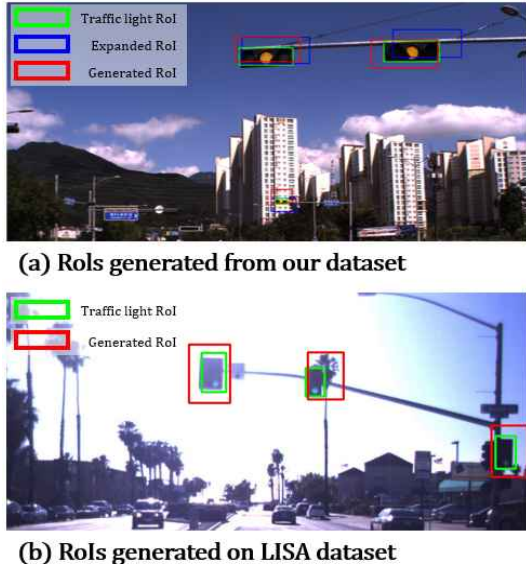 Traffic light RoI
Expanded RoI
Generated RoI
(a) RoIs generated from our dataset
Traffic light RoI
Generated RoI
(b) RoIs generated on LISA dataset